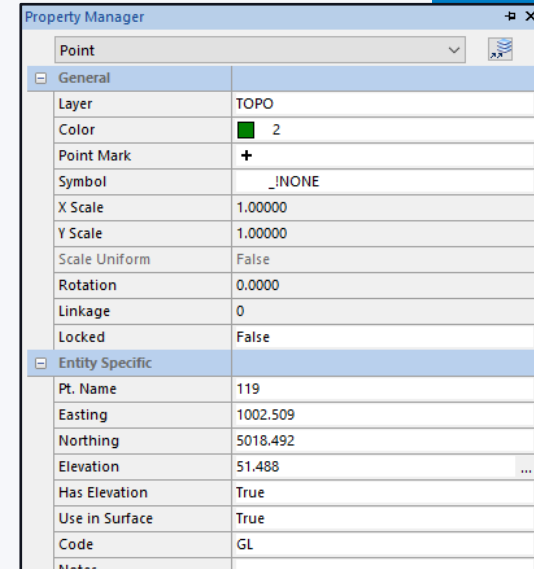 Property Manager
Point
General
Layer TOPO
Color 2
Point Mark +
Symbol _!NONE
X Scale 1.00000
Y Scale 1.00000
Scale Uniform False
Rotation 0.0000
Linkage 0
Locked False
Entity Specific
Pt. Name 119
Easting 1002.509
Northing 5018.492
Elevation 51.488 ...
Has Elevation True
Use in Surface True
Code GL
Notes